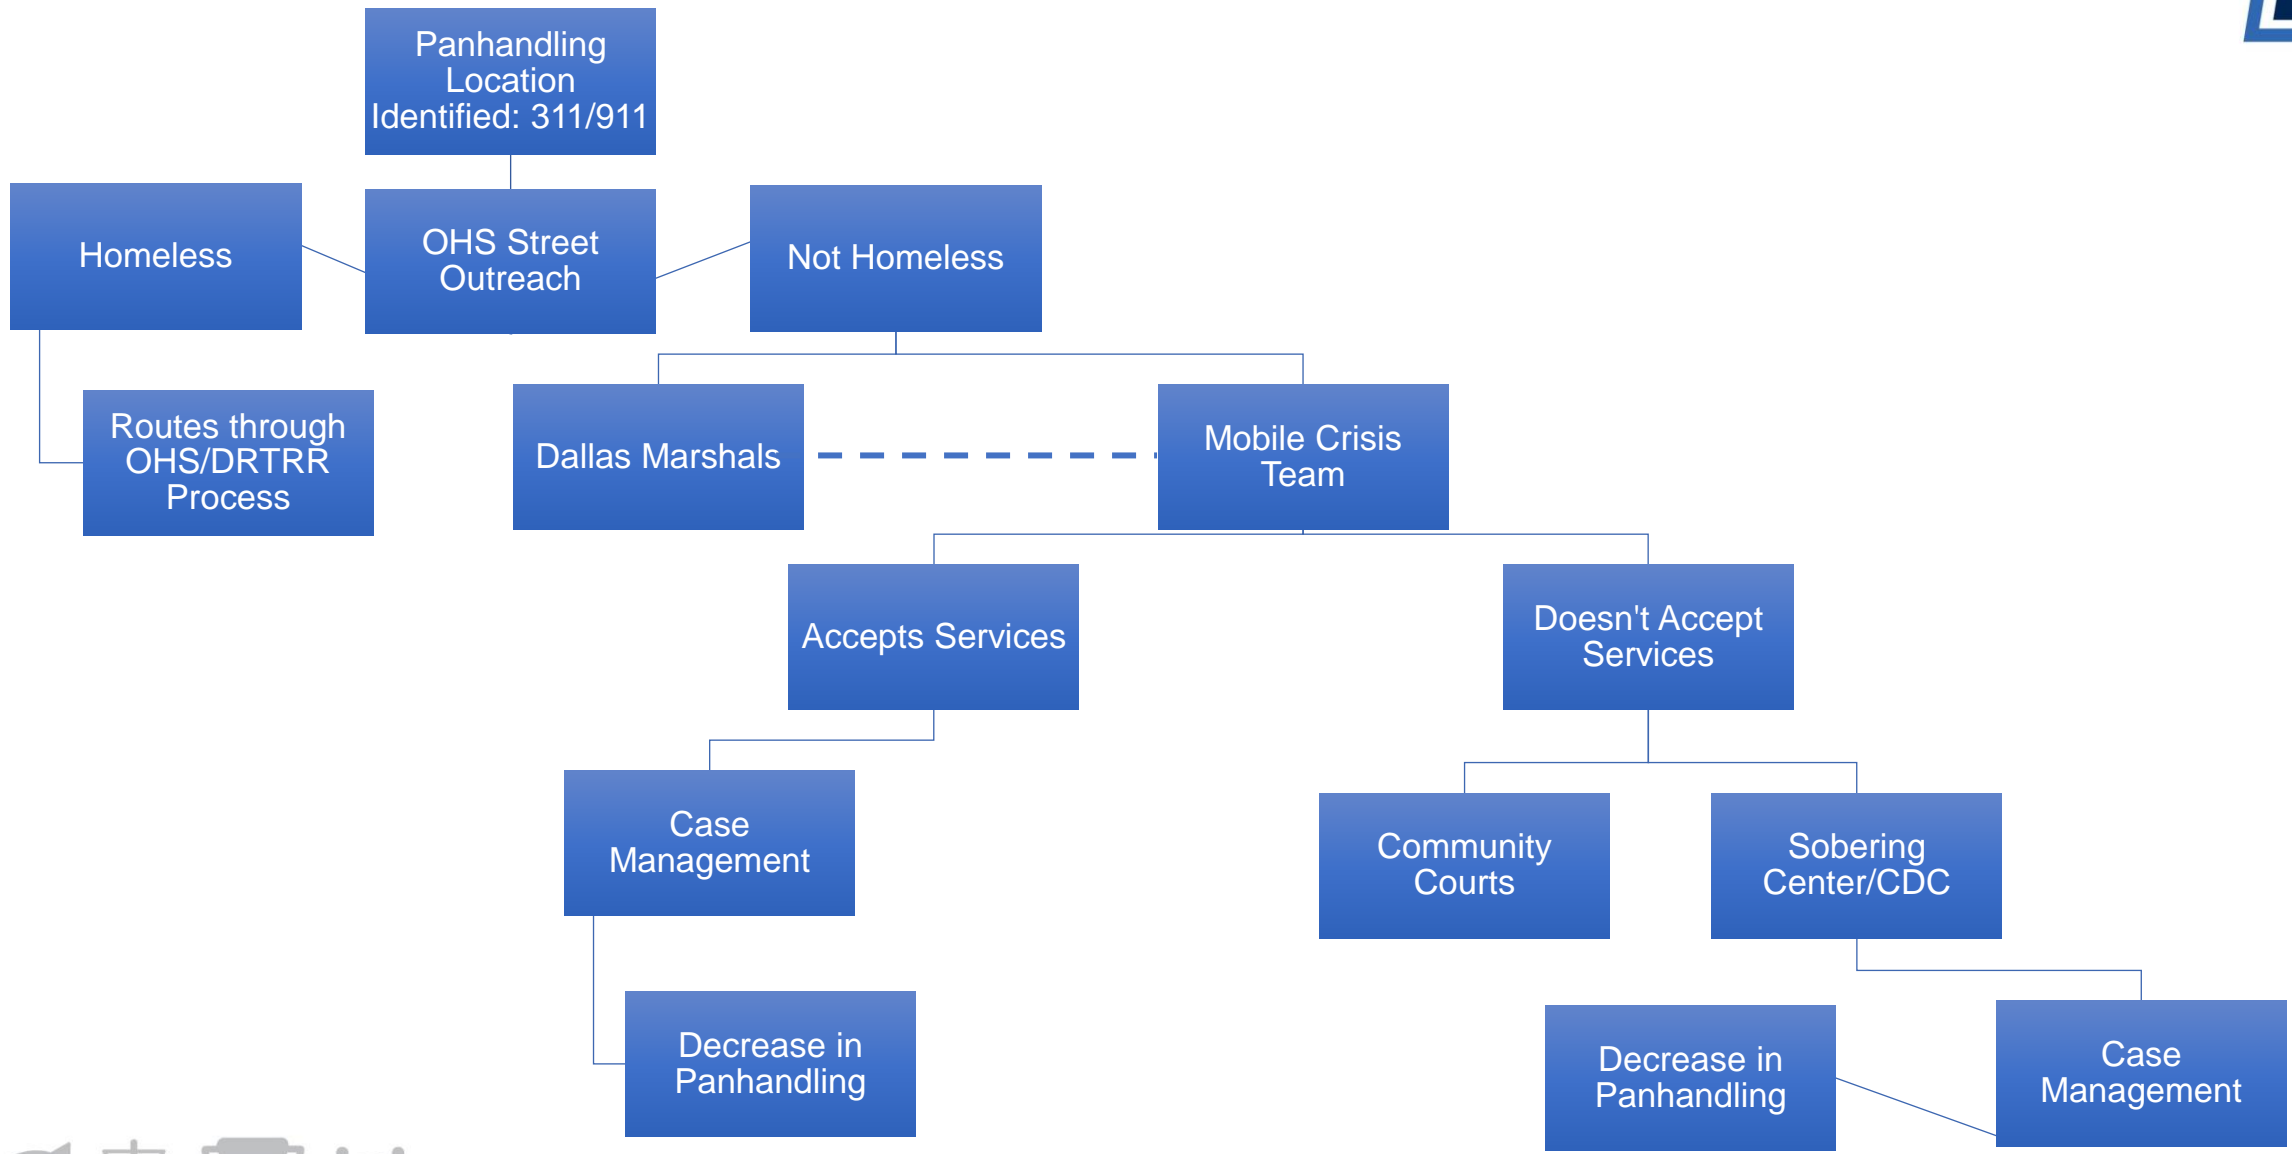 Panhandling
Location
Identified: 311/911
Homeless
OHS Street
Outreach
Not Homeless
Routes through
OHS/DRTRR
Process
Dallas Marshals
Mobile Crisis
Team
Accepts Services
Doesn't Accept
Services
Case
Management
Community
Courts
Sobering
Center/CDC
Decrease in
Panhandling
Decrease in
Panhandling
Case
Management